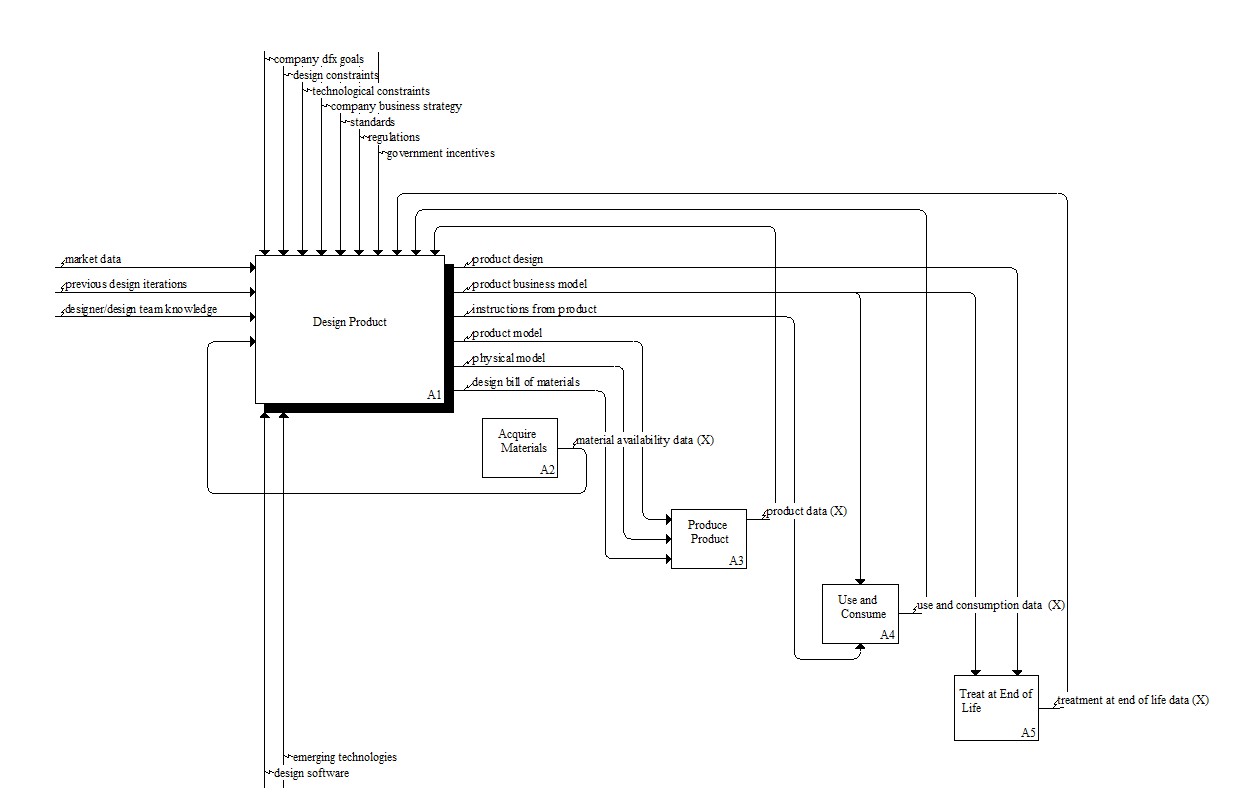 company dfx goals
design constraints
technological constraints
company business strategy
standards
regulations
government incentives
market data
previous design iterations
designer/design team knowledge
Design Product
A1
product design
product business model
instructions from product
product model
physical model
design bill of materials
Acquire
Materials
A2
material availability data (X)
Produce
Product
A3
product data (X)
Use and
Consume
A4
use and consumption data (X)
Treat at End of
Life
A5
treatment at end of life data (X)
emerging technologies
design software